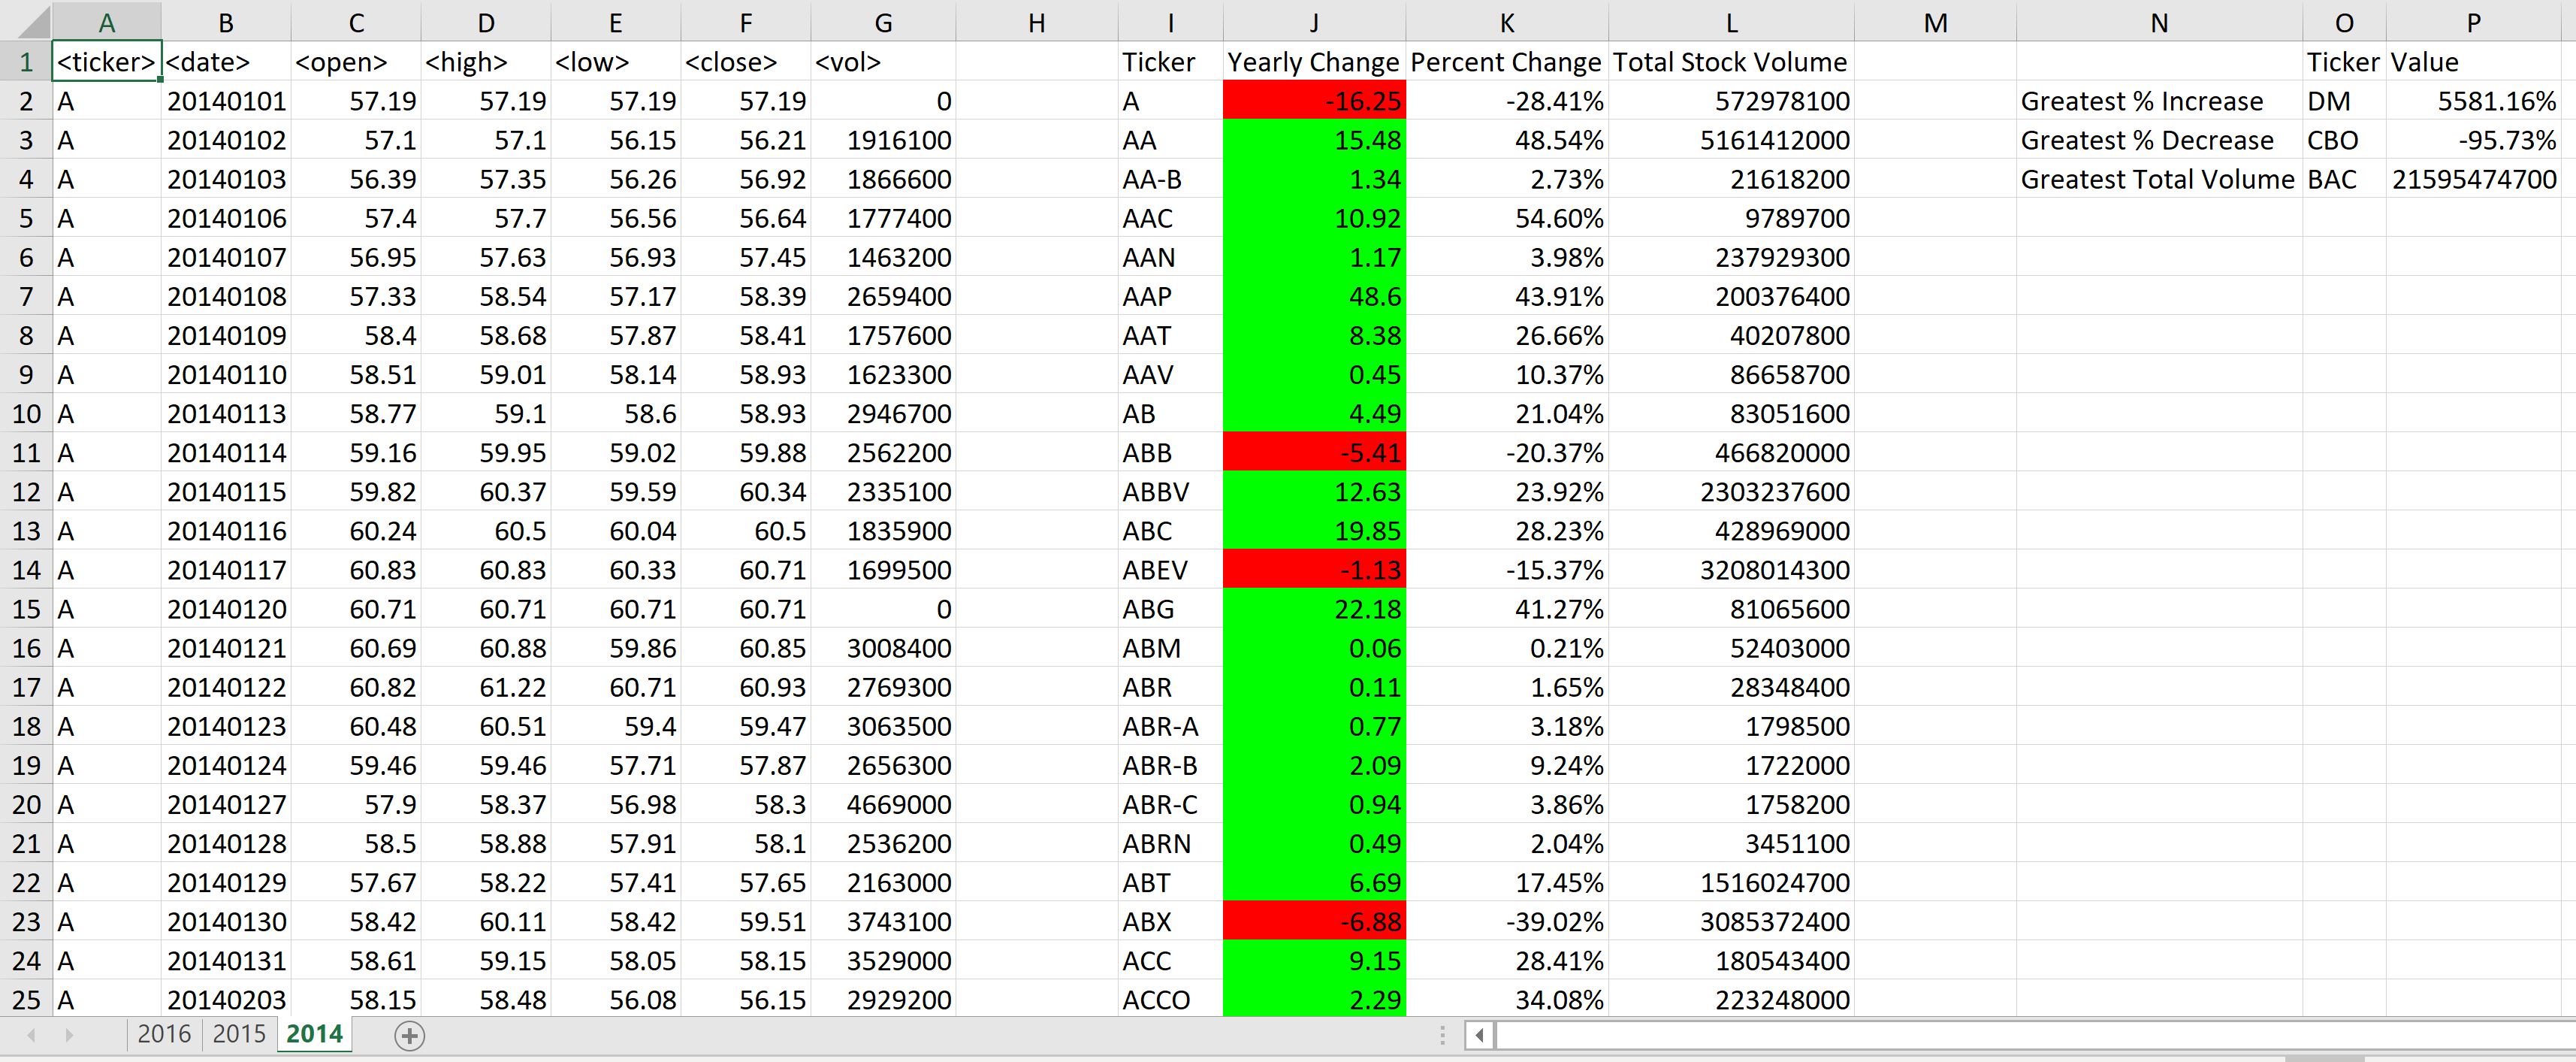 A B C D E F G H I J K L M N O P
1 <ticker> <date> <open> <high> <low> <close> <vol> Ticker Yearly Change Percent Change Total Stock Volume Ticker Value
2 A 20140101 57.19 57.19 57.19 57.19 0 A -16.25 -28.41% 572978100 Greatest % Increase DM 5581.16%
3 A 20140102 57.1 57.1 56.15 56.21 1916100 AA 15.48 48.54% 5161412000 Greatest % Decrease CBO -95.73%
4 A 20140103 56.39 57.35 56.26 56.92 1866600 AA-B 1.34 2.73% 21618200 Greatest Total Volume BAC 21595474700
5 A 20140106 57.4 57.7 56.56 56.64 1777400 AAC 10.92 54.60% 9789700
6 A 20140107 56.95 57.63 56.93 57.45 1463200 AAN 1.17 3.98% 237929300
7 A 20140108 57.33 58.54 57.17 58.39 2659400 AAP 48.6 43.91% 200376400
8 A 20140109 58.4 58.68 57.87 58.41 1757600 AAT 8.38 26.66% 40207800
9 A 20140110 58.51 59.01 58.14 58.93 1623300 AAV 0.45 10.37% 86658700
10 A 20140113 58.77 59.1 58.6 58.93 2946700 AB 4.49 21.04% 83051600
11 A 20140114 59.16 59.95 59.02 59.88 2562200 ABB -5.41 -20.37% 466820000
12 A 20140115 59.82 60.37 59.59 60.34 2335100 ABBV 12.63 23.92% 2303237600
13 A 20140116 60.24 60.5 60.04 60.5 1835900 ABC 19.85 28.23% 428969000
14 A 20140117 60.83 60.83 60.33 60.71 1699500 ABEV -1.13 -15.37% 3208014300
15 A 20140120 60.71 60.71 60.71 60.71 0 ABG 22.18 41.27% 81065600
16 A 20140121 60.69 60.88 59.86 60.85 3008400 ABM 0.06 0.21% 52403000
17 A 20140122 60.82 61.22 60.71 60.93 2769300 ABR 0.11 1.65% 28348400
18 A 20140123 60.48 60.51 59.4 59.47 3063500 ABR-A 0.77 3.18% 1798500
19 A 20140124 59.46 59.46 57.71 57.87 2656300 ABR-B 2.09 9.24% 1722000
20 A 20140127 57.9 58.37 56.98 58.3 4669000 ABR-C 0.94 3.86% 1758200
21 A 20140128 58.5 58.88 57.91 58.1 2536200 ABRN 0.49 2.04% 3451100
22 A 20140129 57.67 58.22 57.41 57.65 2163000 ABT 6.69 17.45% 1516024700
23 A 20140130 58.42 60.11 58.42 59.51 3743100 ABX -6.88 -39.02% 3085372400
24 A 20140131 58.61 59.15 58.05 58.15 3529000 ACC 9.15 28.41% 180543400
25 A 20140203 58.15 58.48 56.08 56.15 2929200 ACCO 2.29 34.08% 223248000
2016 2015 2014